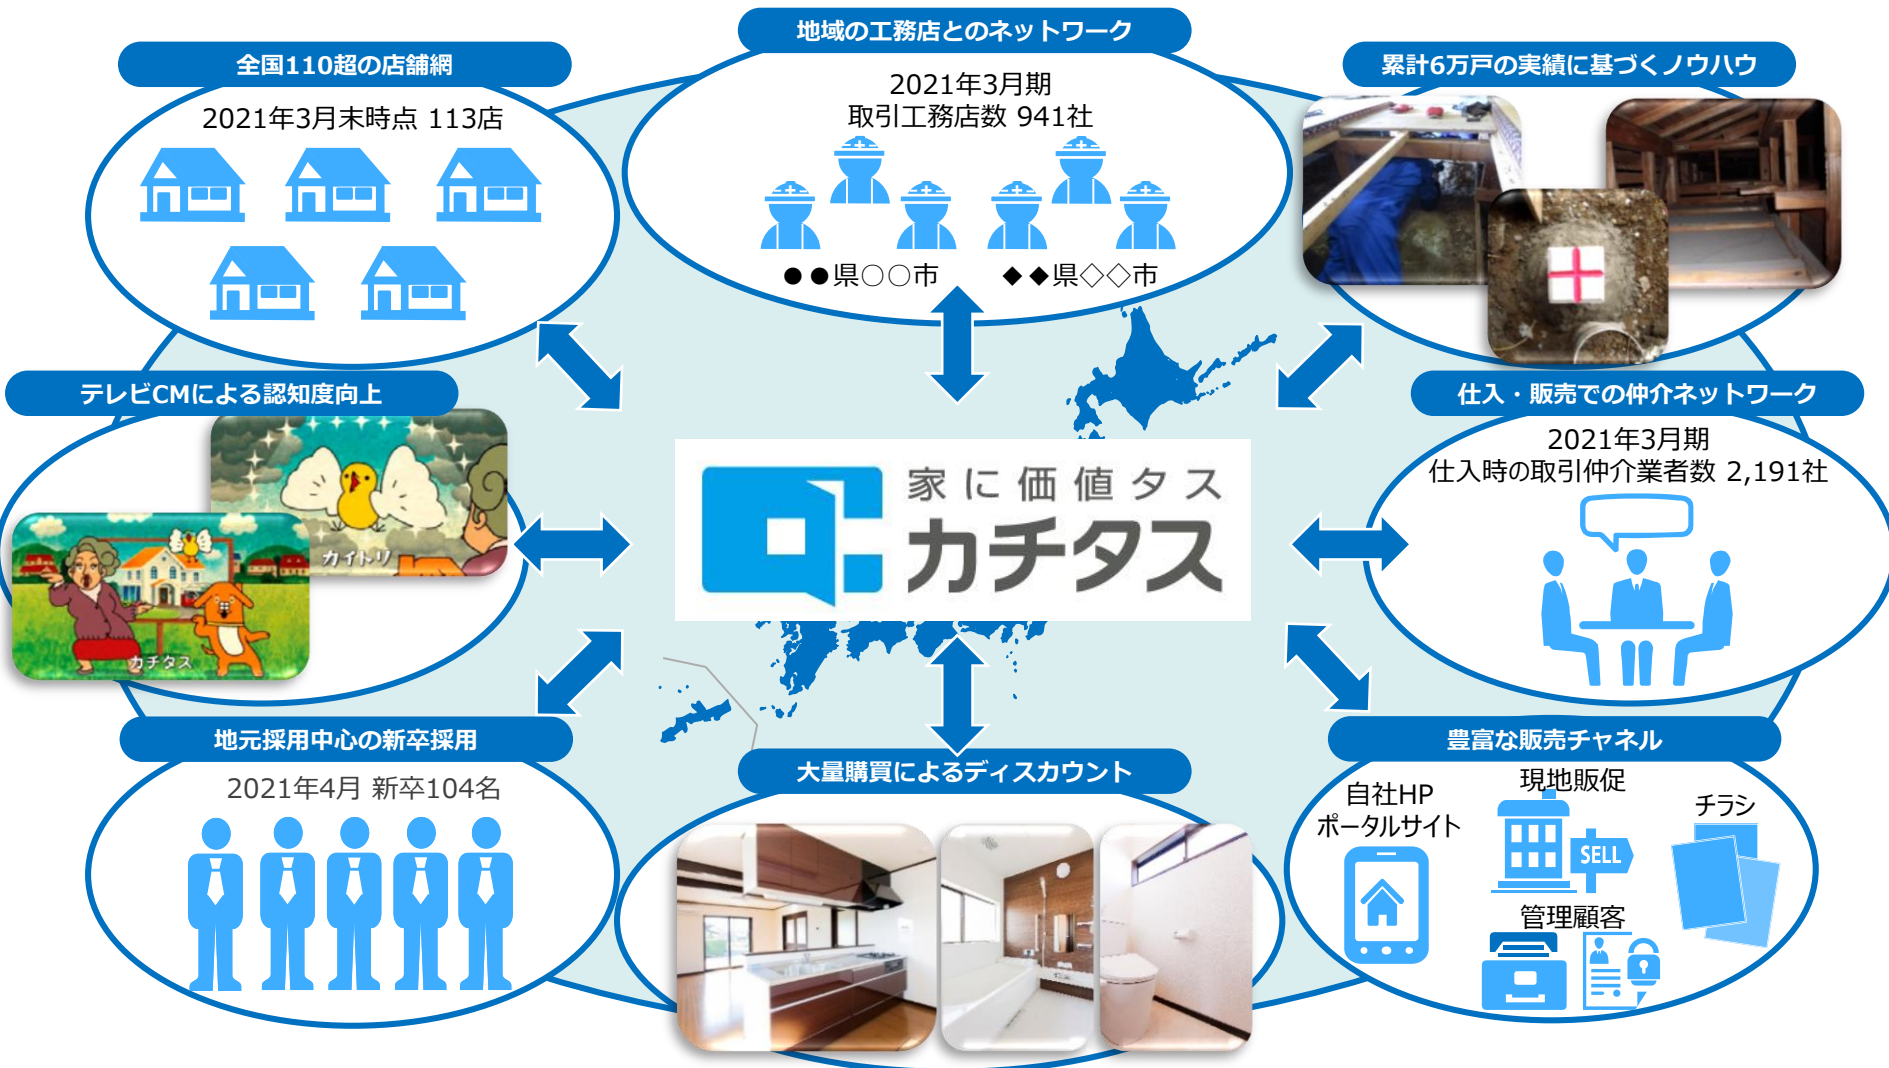 地域の工務店とのネットワーク
2021年3月期
取引工務店数 941社
●●県○○市
◆◆県◇◇市
全国110超の店舗網
2021年3月末時点 113店
累計6万戸の実績に基づくノウハウ
テレビCMによる認知度向上
カイトリ
カチタス
家に価値タス
カチタス
仕入・販売での仲介ネットワーク
2021年3月期
仕入時の取引仲介業者数 2,191社
地元採用中心の新卒採用
2021年4月 新卒104名
大量購買によるディスカウント
豊富な販売チャネル
自社HP
ポータルサイト
現地販促
SELL
チラシ
管理顧客